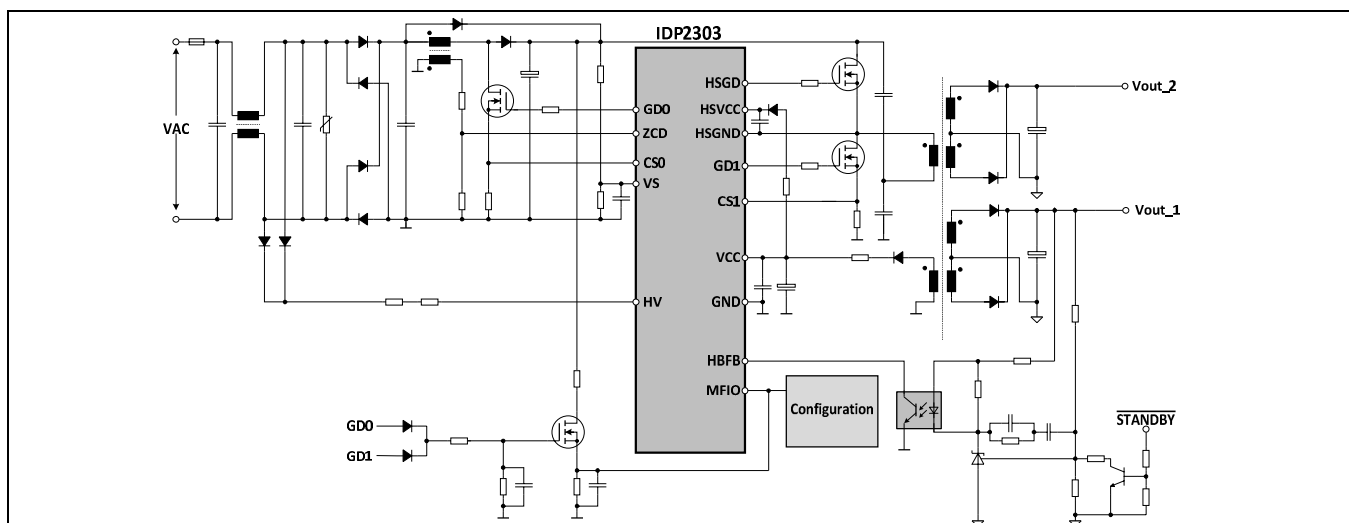 IDP2303
VAC
GD0
ZCD
CS0
VS
HV
HSGD
HSVCC
HSGND
GD1
CS1
VCC
GND
HBFB
MFIO
Vout_2
Vout_1
Configuration
STANDBY
GD0
GD1